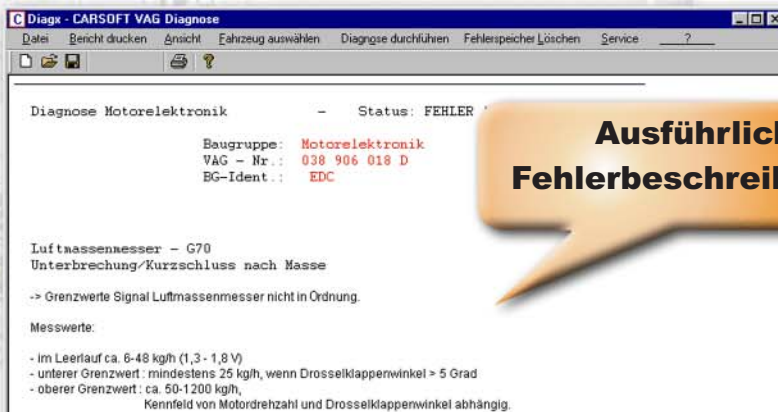 C Diagx - CARSOFT VAG Diagnose
Datei Bericht drucken Ansicht Fahrzeug auswählen Diagnose durchführen Fehlerspeicher Löschen Service ?
Diagnose Motorelektronik – Status: FEHLER
Ausführlich
Baugruppe: Motorelektronik
VAG – Nr.: 038 906 018 D
Fehlerbeschreib
BG-Ident.: EDC
Luftmassenmesser – G70
Unterbrechung/Kurzschluss nach Masse
-> Grenzwerte Signal Luftmassenmesser nicht in Ordnung.
Messwerte:
- im Leerlauf ca. 6-48 kg/h (1,3 - 1,8 V)
- unterer Grenzwert : mindestens 25 kg/h, wenn Drosselklappenwinkel > 5 Grad
- oberer Grenzwert : ca. 50-1200 kg/h,
Kennfeld von Motordrehzahl und Drosselklappenwinkel abhängig.